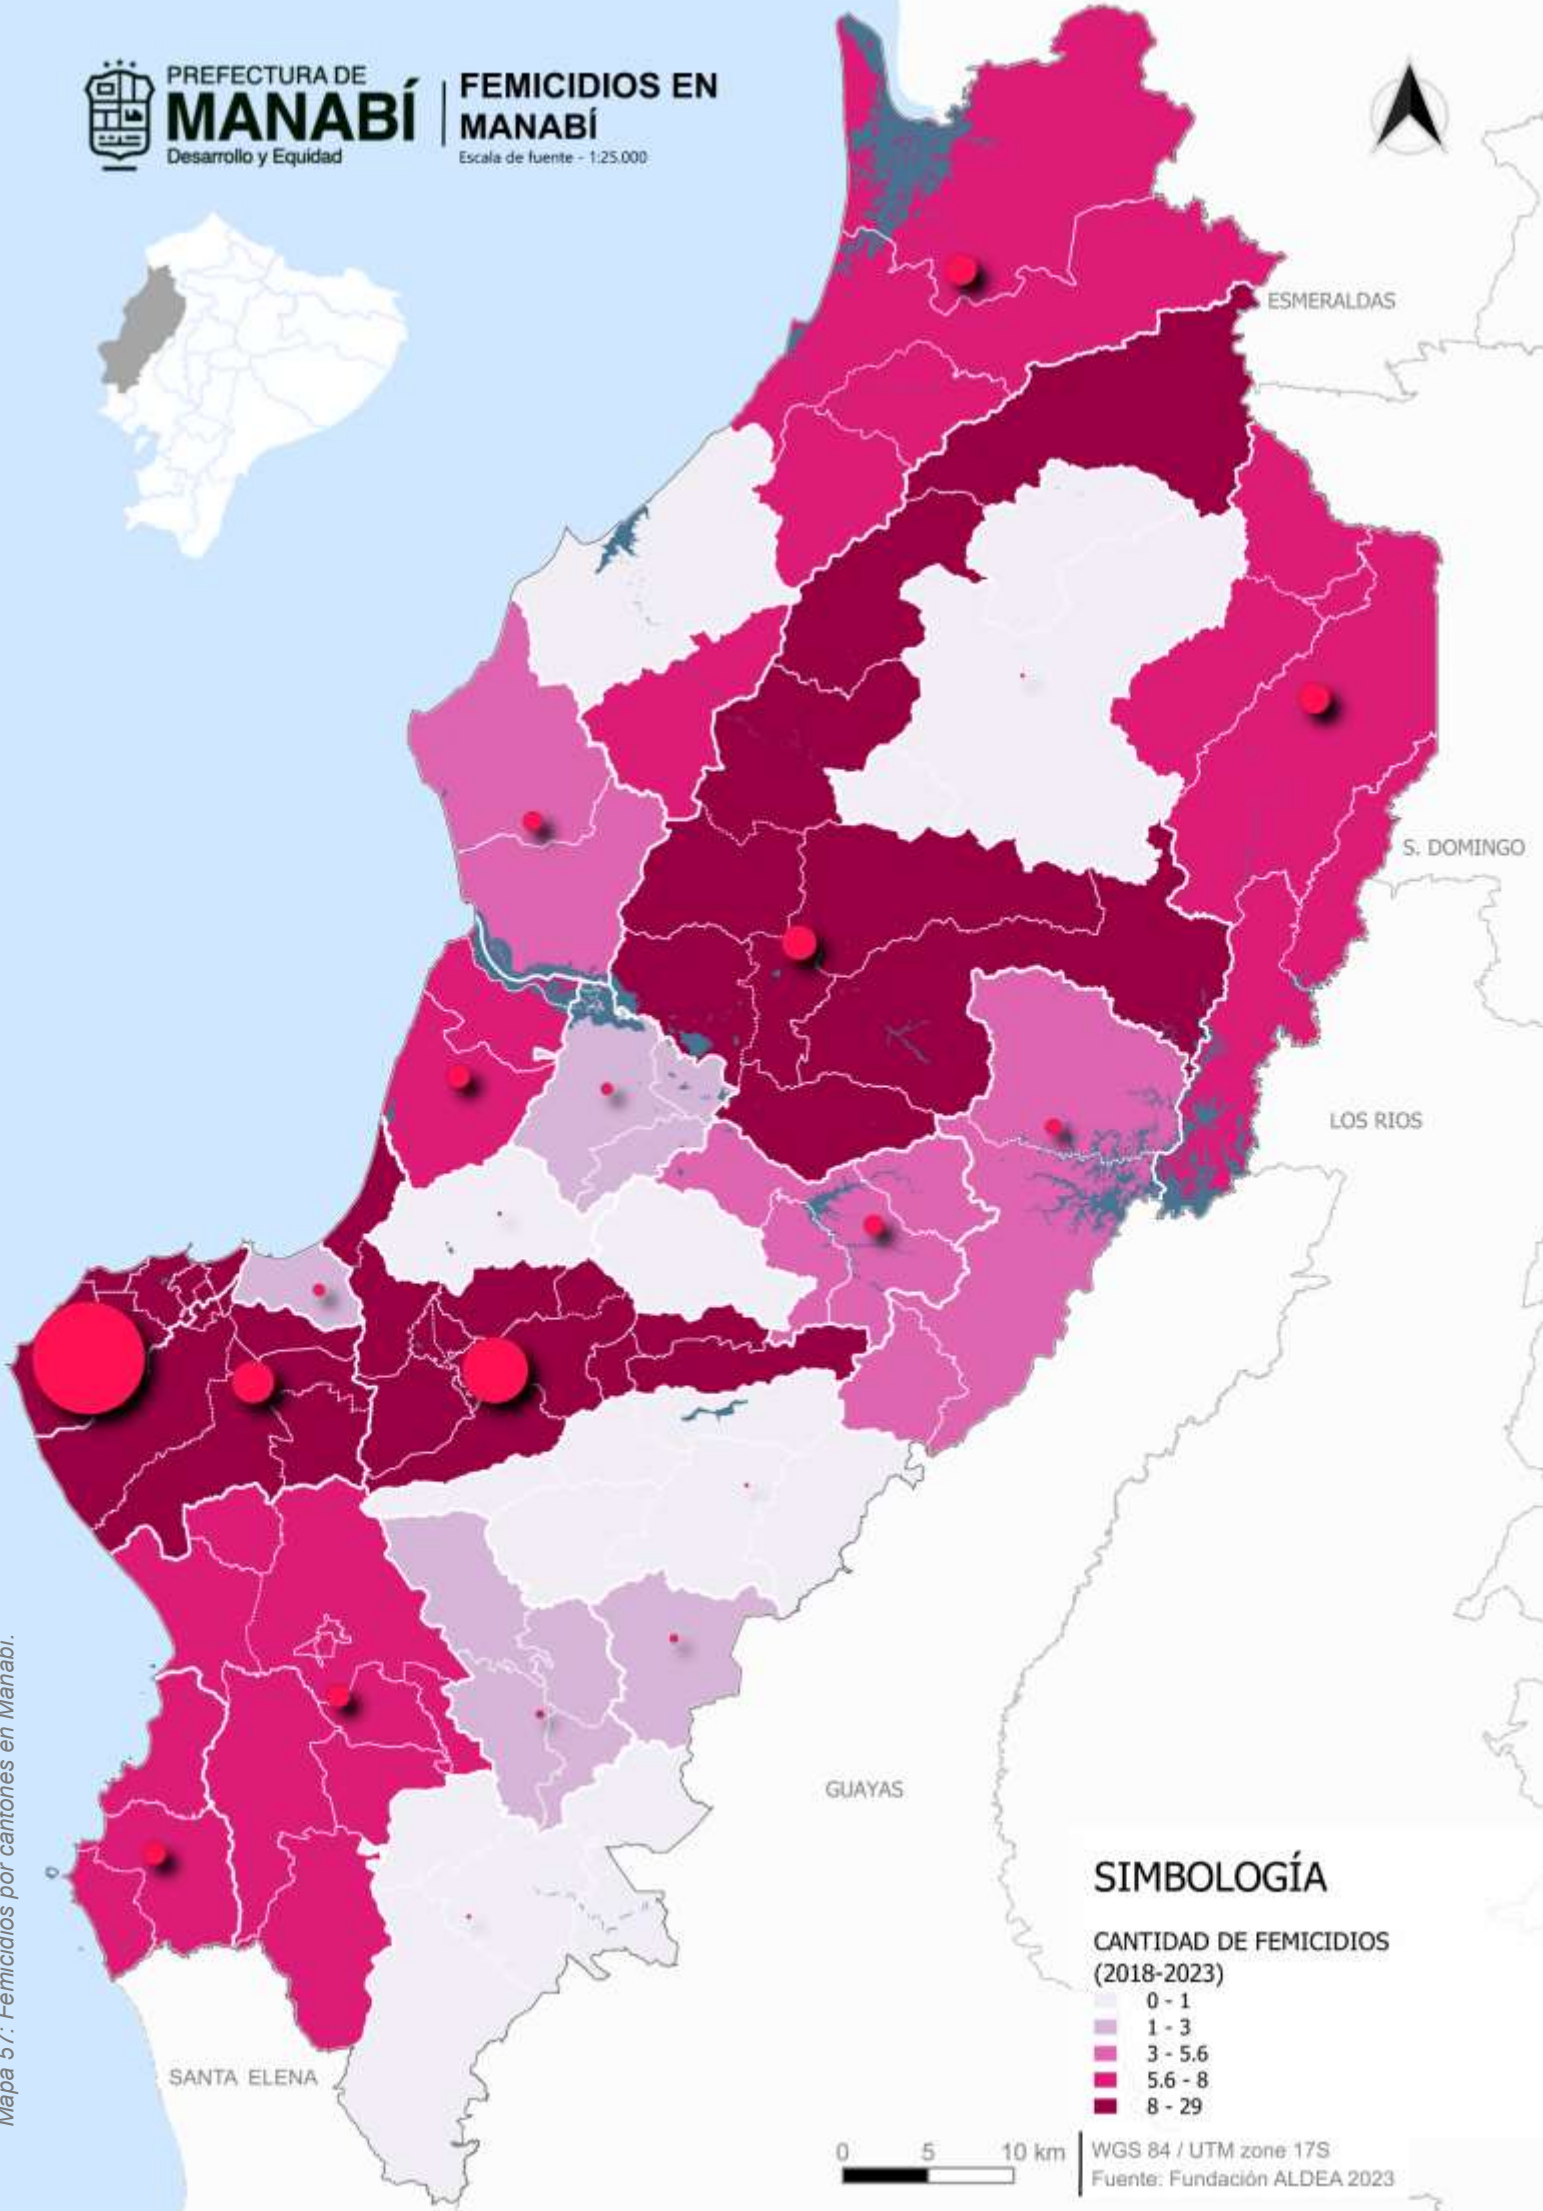 PREFECTURA DE
MANABÍ
Desarrollo y Equidad
FEMICIDIOS EN
MANABÍ
Escala de fuente - 1:25.000
ESMERALDAS
S. DOMINGO
LOS RIOS
GUAYAS
SANTA ELENA
SIMBOLOGÍA
CANTIDAD DE FEMICIDIOS
(2018-2023)
0 - 1
1 - 3
3 - 5.6
5.6 - 8
8 - 29
0 5 10 km
WGS 84 / UTM zone 17S
Fuente: Fundación ALDEA 2023
Mapa 57: Femicidios por cantones en Manabí.